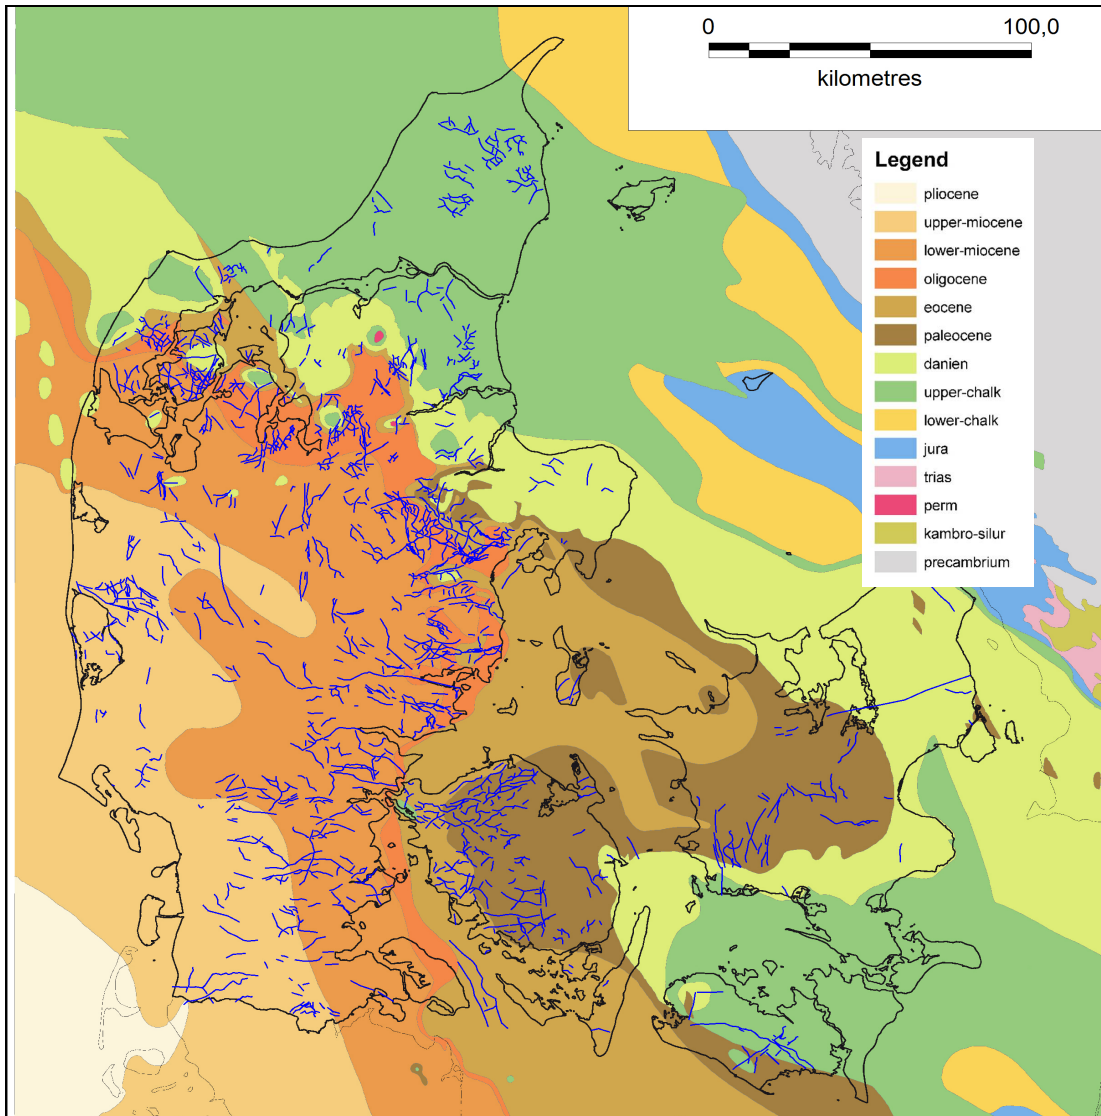 0 100,0
kilometres
Legend
pliocene
upper-miocene
lower-miocene
oligocene
eocene
paleocene
danien
upper-chalk
lower-chalk
jura
trias
perm
kambro-silur
precambrium